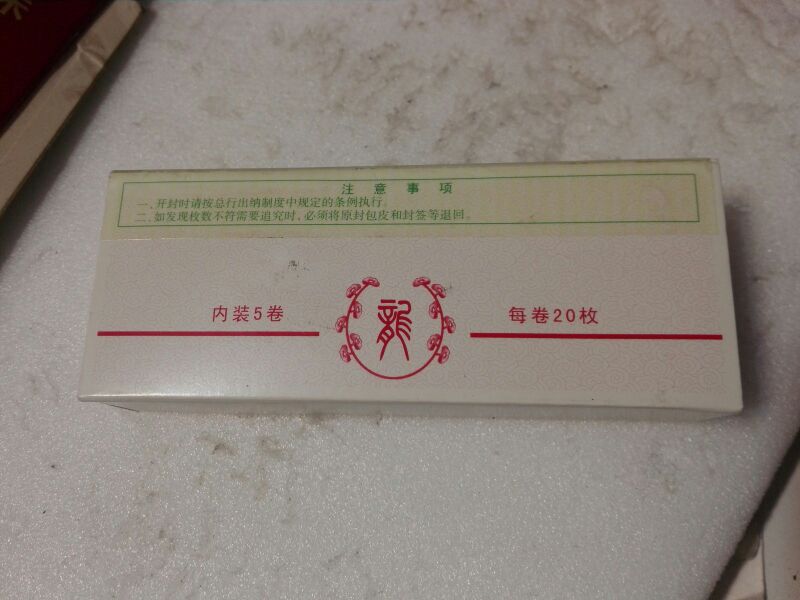 注意事项
一、开封时请按总行出纳制度中规定的条例执行。
二、如发现枚数不符需要追究时，必须将原封包皮和封签等退回。
内装5卷
龍
每卷20枚